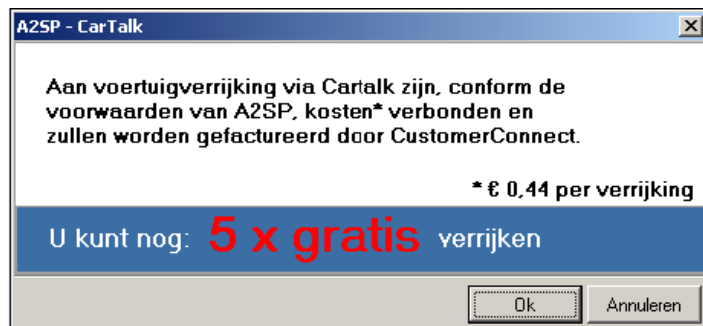 A2SP - CarTalk
Aan voertuigverrijking via Cartalk zijn, conform de
voorwaarden van A2SP, kosten* verbonden en
zullen worden gefactureerd door CustomerConnect.
* € 0,44 per verrijking
U kunt nog: 5 x gratis verrijken
Ok Annuleren